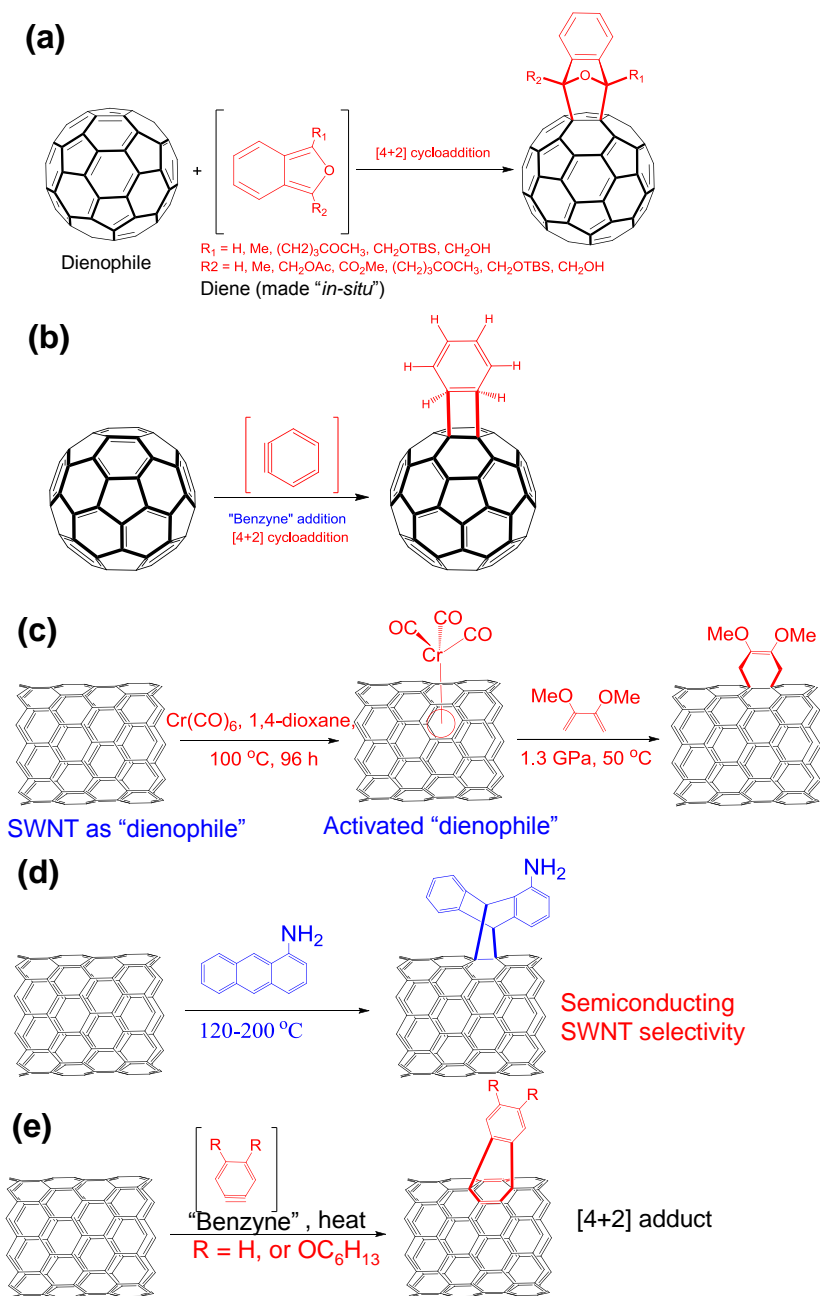 (a)
R₂
O
R₁
+
R₁
O
R₂
[4+2] cycloaddition
Dienophile
R₁ = H, Me, (CH2)₃COCH₃, CH₂OTBS, CH₂OH
R2 = H, Me, CH₂OAc, CO₂Me, (CH₂)₃COCH₃, CH₂OTBS, CH₂OH
Diene (made “in-situ”)
(b)
H H
H H
H H
"Benzyne" addition
[4+2] cycloaddition
(c)
Cr(CO)₆, 1,4-dioxane,
100 °C, 96 h
OC CO CO
Cr
MeO OMe
1.3 GPa, 50 °C
MeO OMe
SWNT as “dienophile”
Activated “dienophile”
(d)
NH₂
120-200 °C
NH₂
Semiconducting
SWNT selectivity
(e)
R R
“Benzyne” , heat
R = H, or OC₆H₁₃
R R
[4+2] adduct